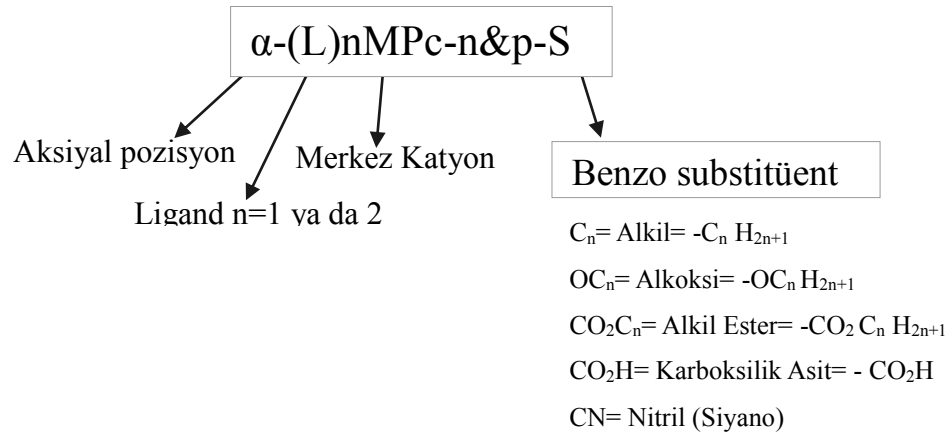 α-(L)nMPc-n&p-S
Aksiyal pozisyon
Merkez Katyon
Ligand n=1 ya da 2
Benzo substitüent
Cₙ= Alkil= -Cₙ H₂ₙ₊₁
OCₙ= Alkoksi= -OCₙ H₂ₙ₊₁
CO₂Cₙ= Alkil Ester= -CO₂ Cₙ H₂ₙ₊₁
CO₂H= Karboksilik Asit= - CO₂H
CN= Nitril (Siyano)